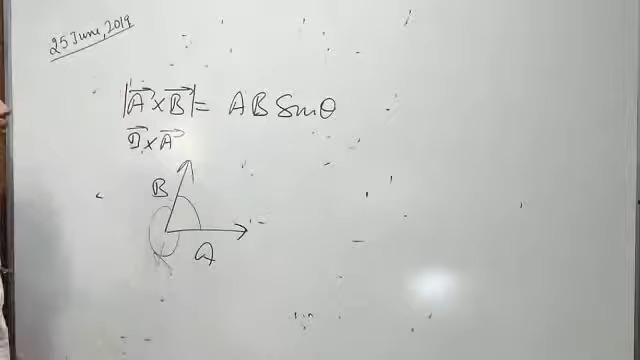 25 June, 2019
|A⃗ × B⃗| = AB Sinθ
B⃗ × A⃗
B
A